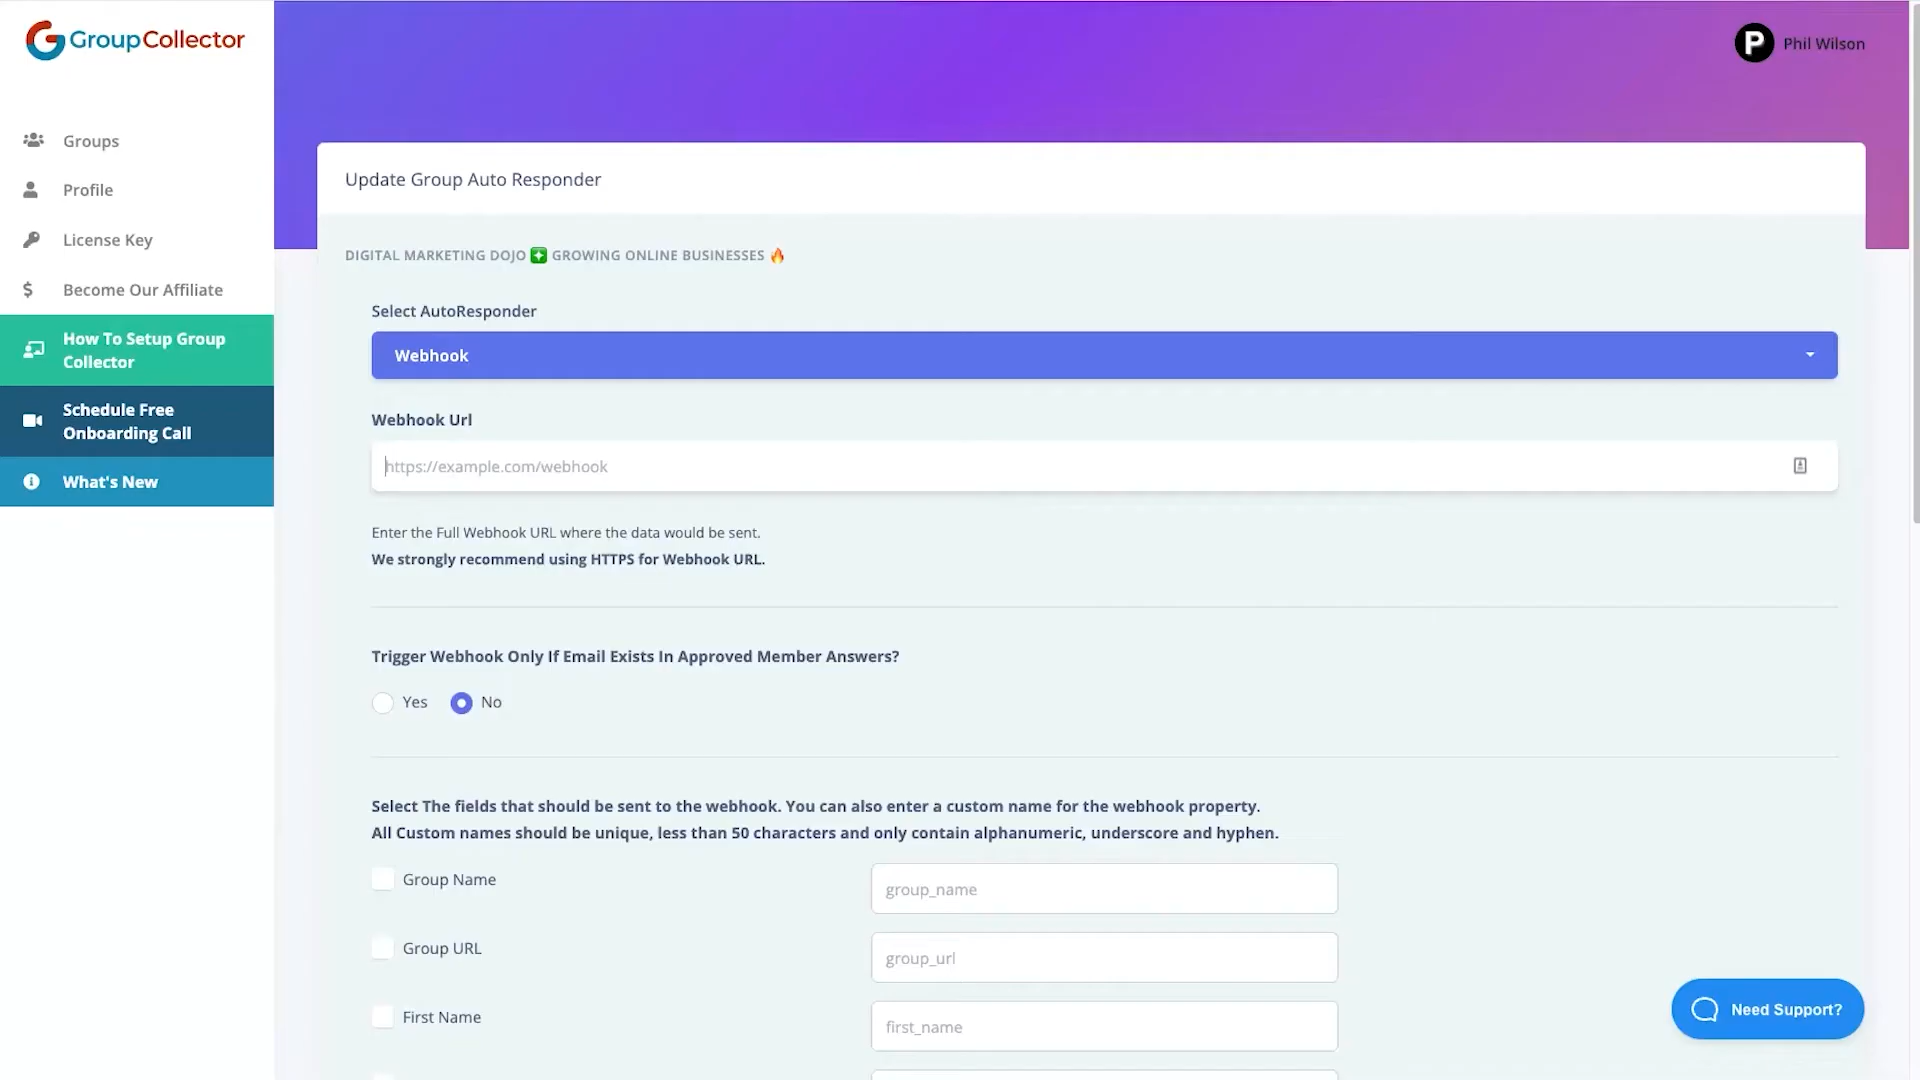 GroupCollector
P Phil Wilson
Groups
Profile
License Key
Become Our Affiliate
How To Setup Group
Collector
Schedule Free
Onboarding Call
What's New
Update Group Auto Responder
DIGITAL MARKETING DOJO ❇️ GROWING ONLINE BUSINESSES 🔥
Select AutoResponder
Webhook
Webhook Url
https://example.com/webhook
Enter the Full Webhook URL where the data would be sent.
We strongly recommend using HTTPS for Webhook URL.
Trigger Webhook Only If Email Exists In Approved Member Answers?
Yes No
Select The fields that should be sent to the webhook. You can also enter a custom name for the webhook property.
All Custom names should be unique, less than 50 characters and only contain alphanumeric, underscore and hyphen.
Group Name group_name
Group URL group_url
First Name first_name
Need Support?